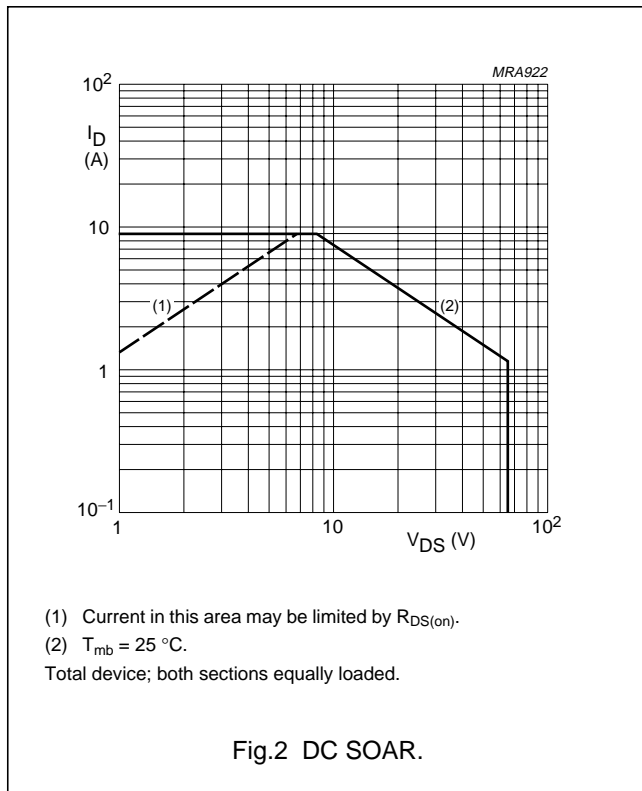 MRA922
10²
I_D
(A)
10
(1)
(2)
1
10⁻¹
1
10
10²
V_DS (V)
(1) Current in this area may be limited by R_DS(on).
(2) T_mb = 25 °C.
Total device; both sections equally loaded.
Fig.2 DC SOAR.